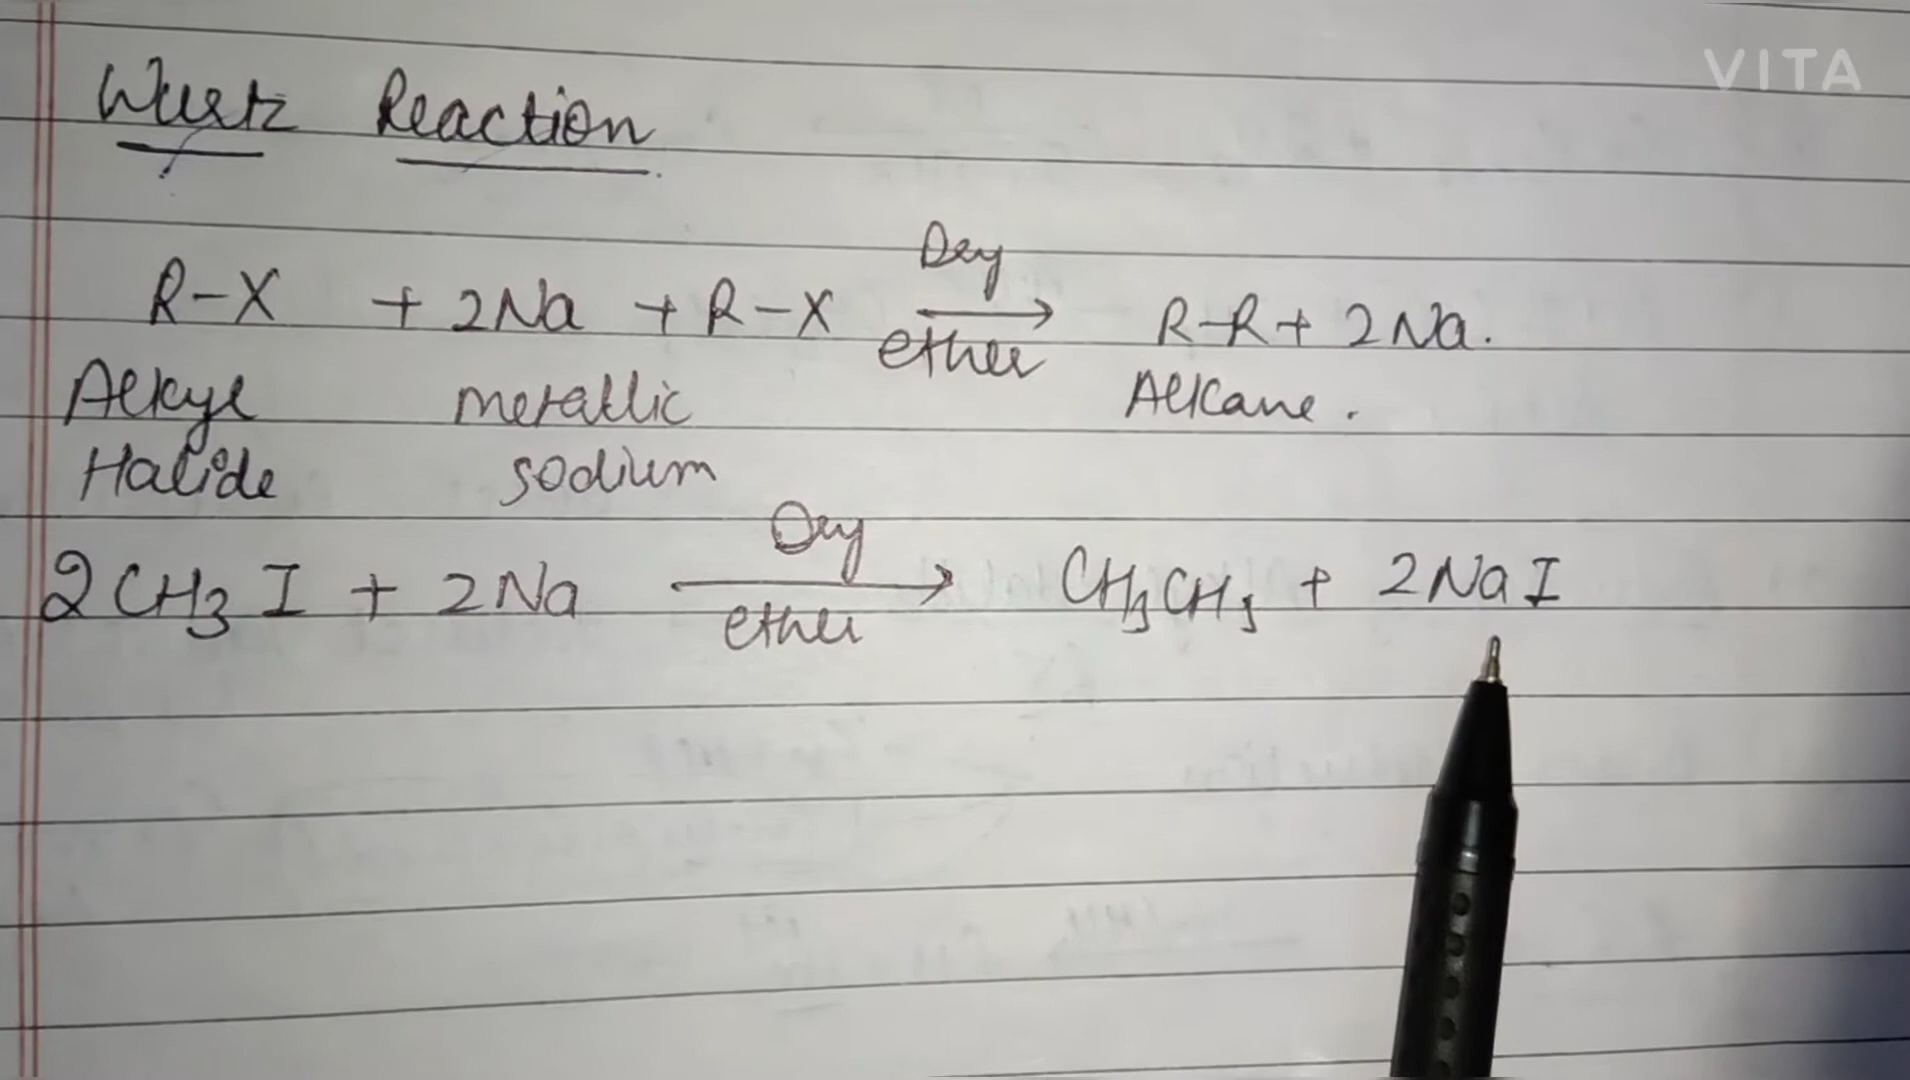 VITA
Wurtz Reaction
R-X + 2Na + R-X Dry ether → R-R + 2Na.
Alkyl metallic Alkane.
Halide sodium
2CH3I + 2Na Dry ether → CH3CH3 + 2NaI